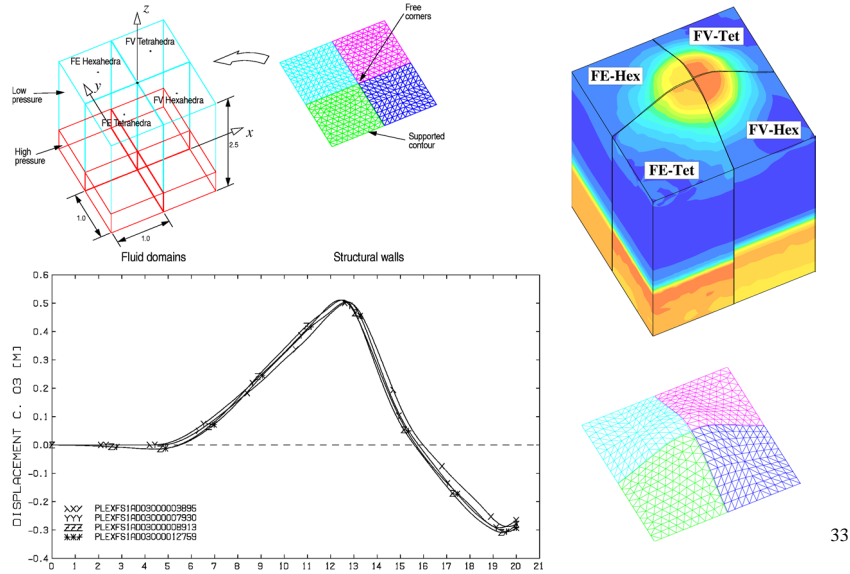 z
Free
corners
FV Tetrahedra
FE Hexahedra
Low
pressure
y
FV Hexahedra
FE Tetrahedra
x
High
pressure
2.5
Supported
contour
1.0
1.0
Fluid domains
Structural walls
FV-Tet
FE-Hex
FV-Hex
FE-Tet
DISPLACEMENT C. 03 [M]
0.6
0.5
0.4
0.3
0.2
0.1
0.0
-0.1
-0.2
-0.3
-0.4
PLEXFS1AD03000003895
PLEXFS1AD03000007930
PLEXFS1AD03000008913
PLEXFS1AD03000012759
0 1 2 3 4 5 6 7 8 9 10 11 12 13 14 15 16 17 18 19 20 21
33